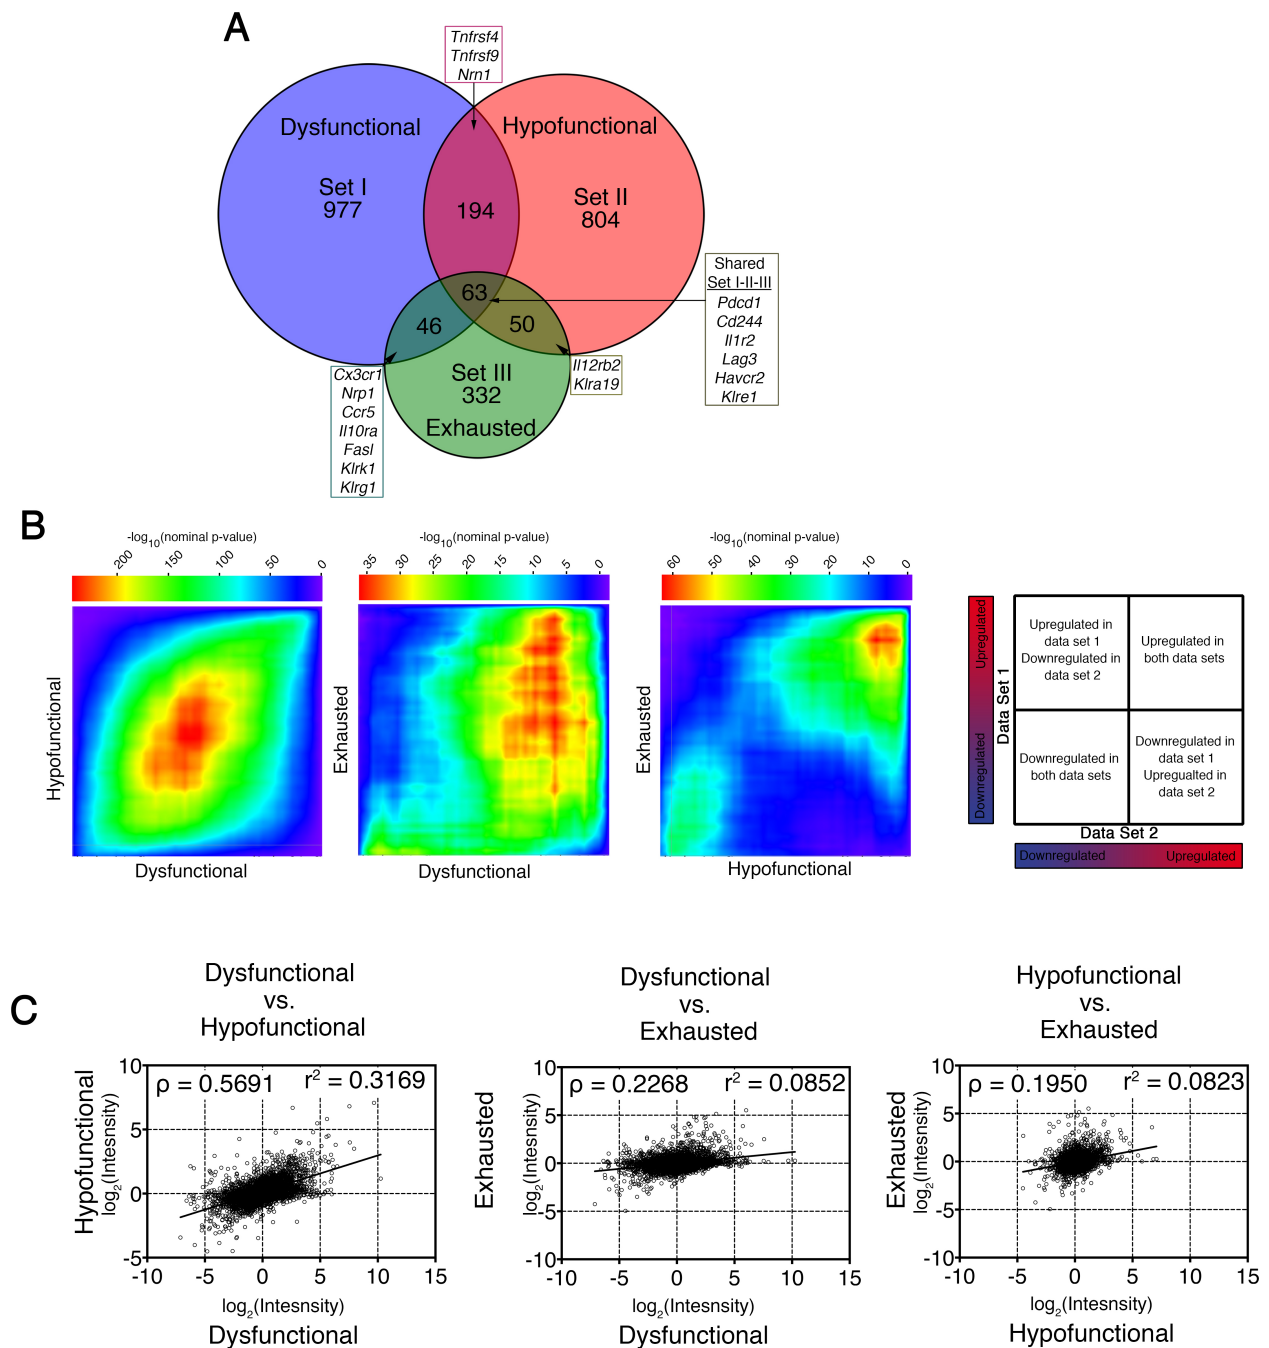 A
Tnfrsf4
Tnfrsf9
Nrn1
Dysfunctional
Hypofunctional
Set I
977
194
Set II
804
63
46
50
Shared
Set I-II-III
Pdcd1
Cd244
Il1r2
Lag3
Havcr2
Klre1
Set III
332
Exhausted
Il12rb2
Klra19
Cx3cr1
Nrp1
Ccr5
Il10ra
Fasl
Klrk1
Klrg1
B
-log10(nominal p-value)
200 150 100 50 0
Hypofunctional
Dysfunctional
-log10(nominal p-value)
35 30 25 20 15 10 5 0
Exhausted
Dysfunctional
-log10(nominal p-value)
60 50 40 30 20 10 0
Exhausted
Hypofunctional
Upregulated
Downregulated
Data Set 1
Upregulated in
data set 1
Downregulated in
data set 2
Upregulated in
both data sets
Downregulated in
both data sets
Downregulated in
data set 1
Upregualted in
data set 2
Data Set 2
Downregulated Upregulated
C
Dysfunctional
vs.
Hypofunctional
ρ = 0.5691 r2 = 0.3169
Hypofunctional
log2(Intesnsity)
10
5
0
-5
-10 -5 0 5 10 15
log2(Intesnsity)
Dysfunctional
Dysfunctional
vs.
Exhausted
ρ = 0.2268 r2 = 0.0852
Exhausted
log2(Intesnsity)
10
5
0
-5
-10
-10 -5 0 5 10 15
log2(Intesnsity)
Dysfunctional
Hypofunctional
vs.
Exhausted
ρ = 0.1950 r2 = 0.0823
Exhausted
log2(Intesnsity)
10
5
0
-5
-10
-10 -5 0 5 10 15
log2(Intesnsity)
Hypofunctional